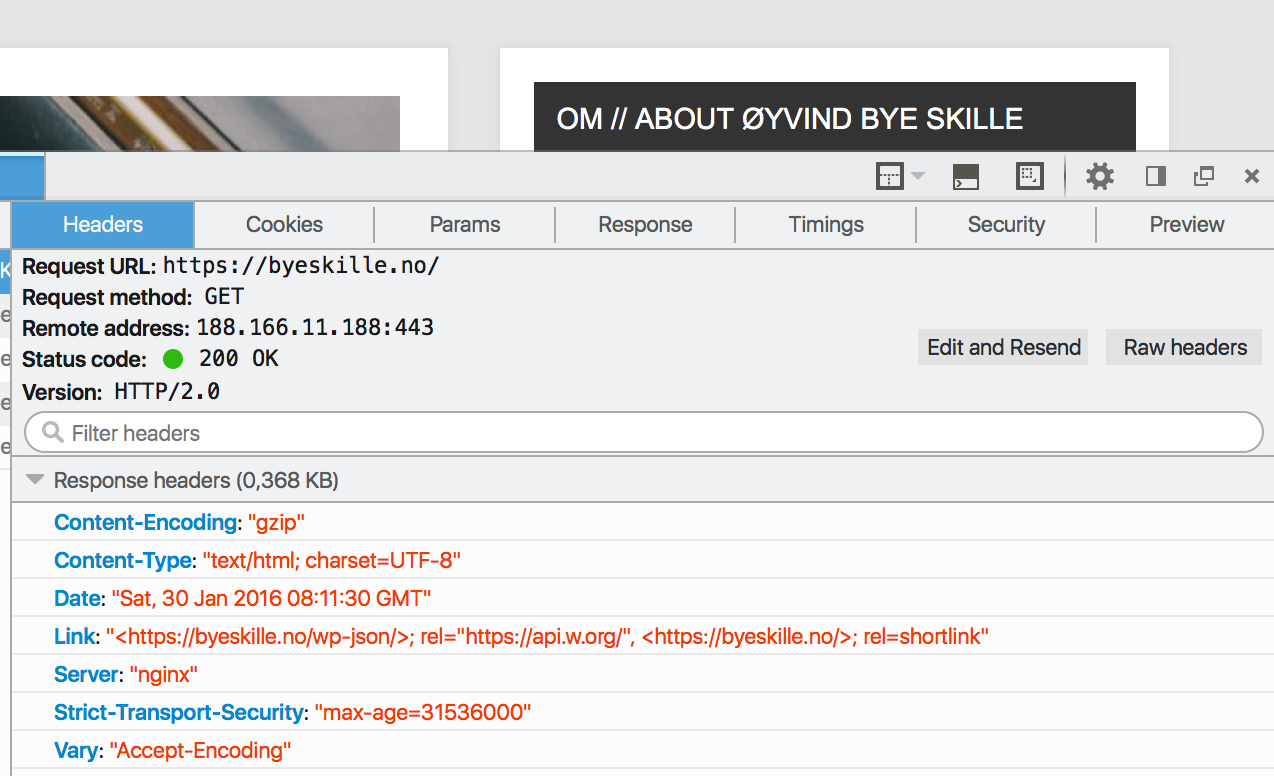 OM // ABOUT ØYVIND BYE SKILLE
Headers Cookies Params Response Timings Security Preview
Request URL: https://byeskille.no/
Request method: GET
Remote address: 188.166.11.188:443
Status code: 200 OK
Edit and Resend Raw headers
Version: HTTP/2.0
Filter headers
Response headers (0,368 KB)
Content-Encoding: "gzip"
Content-Type: "text/html; charset=UTF-8"
Date: "Sat, 30 Jan 2016 08:11:30 GMT"
Link: "<https://byeskille.no/wp-json/>; rel="https://api.w.org/", <https://byeskille.no/>; rel=shortlink"
Server: "nginx"
Strict-Transport-Security: "max-age=31536000"
Vary: "Accept-Encoding"